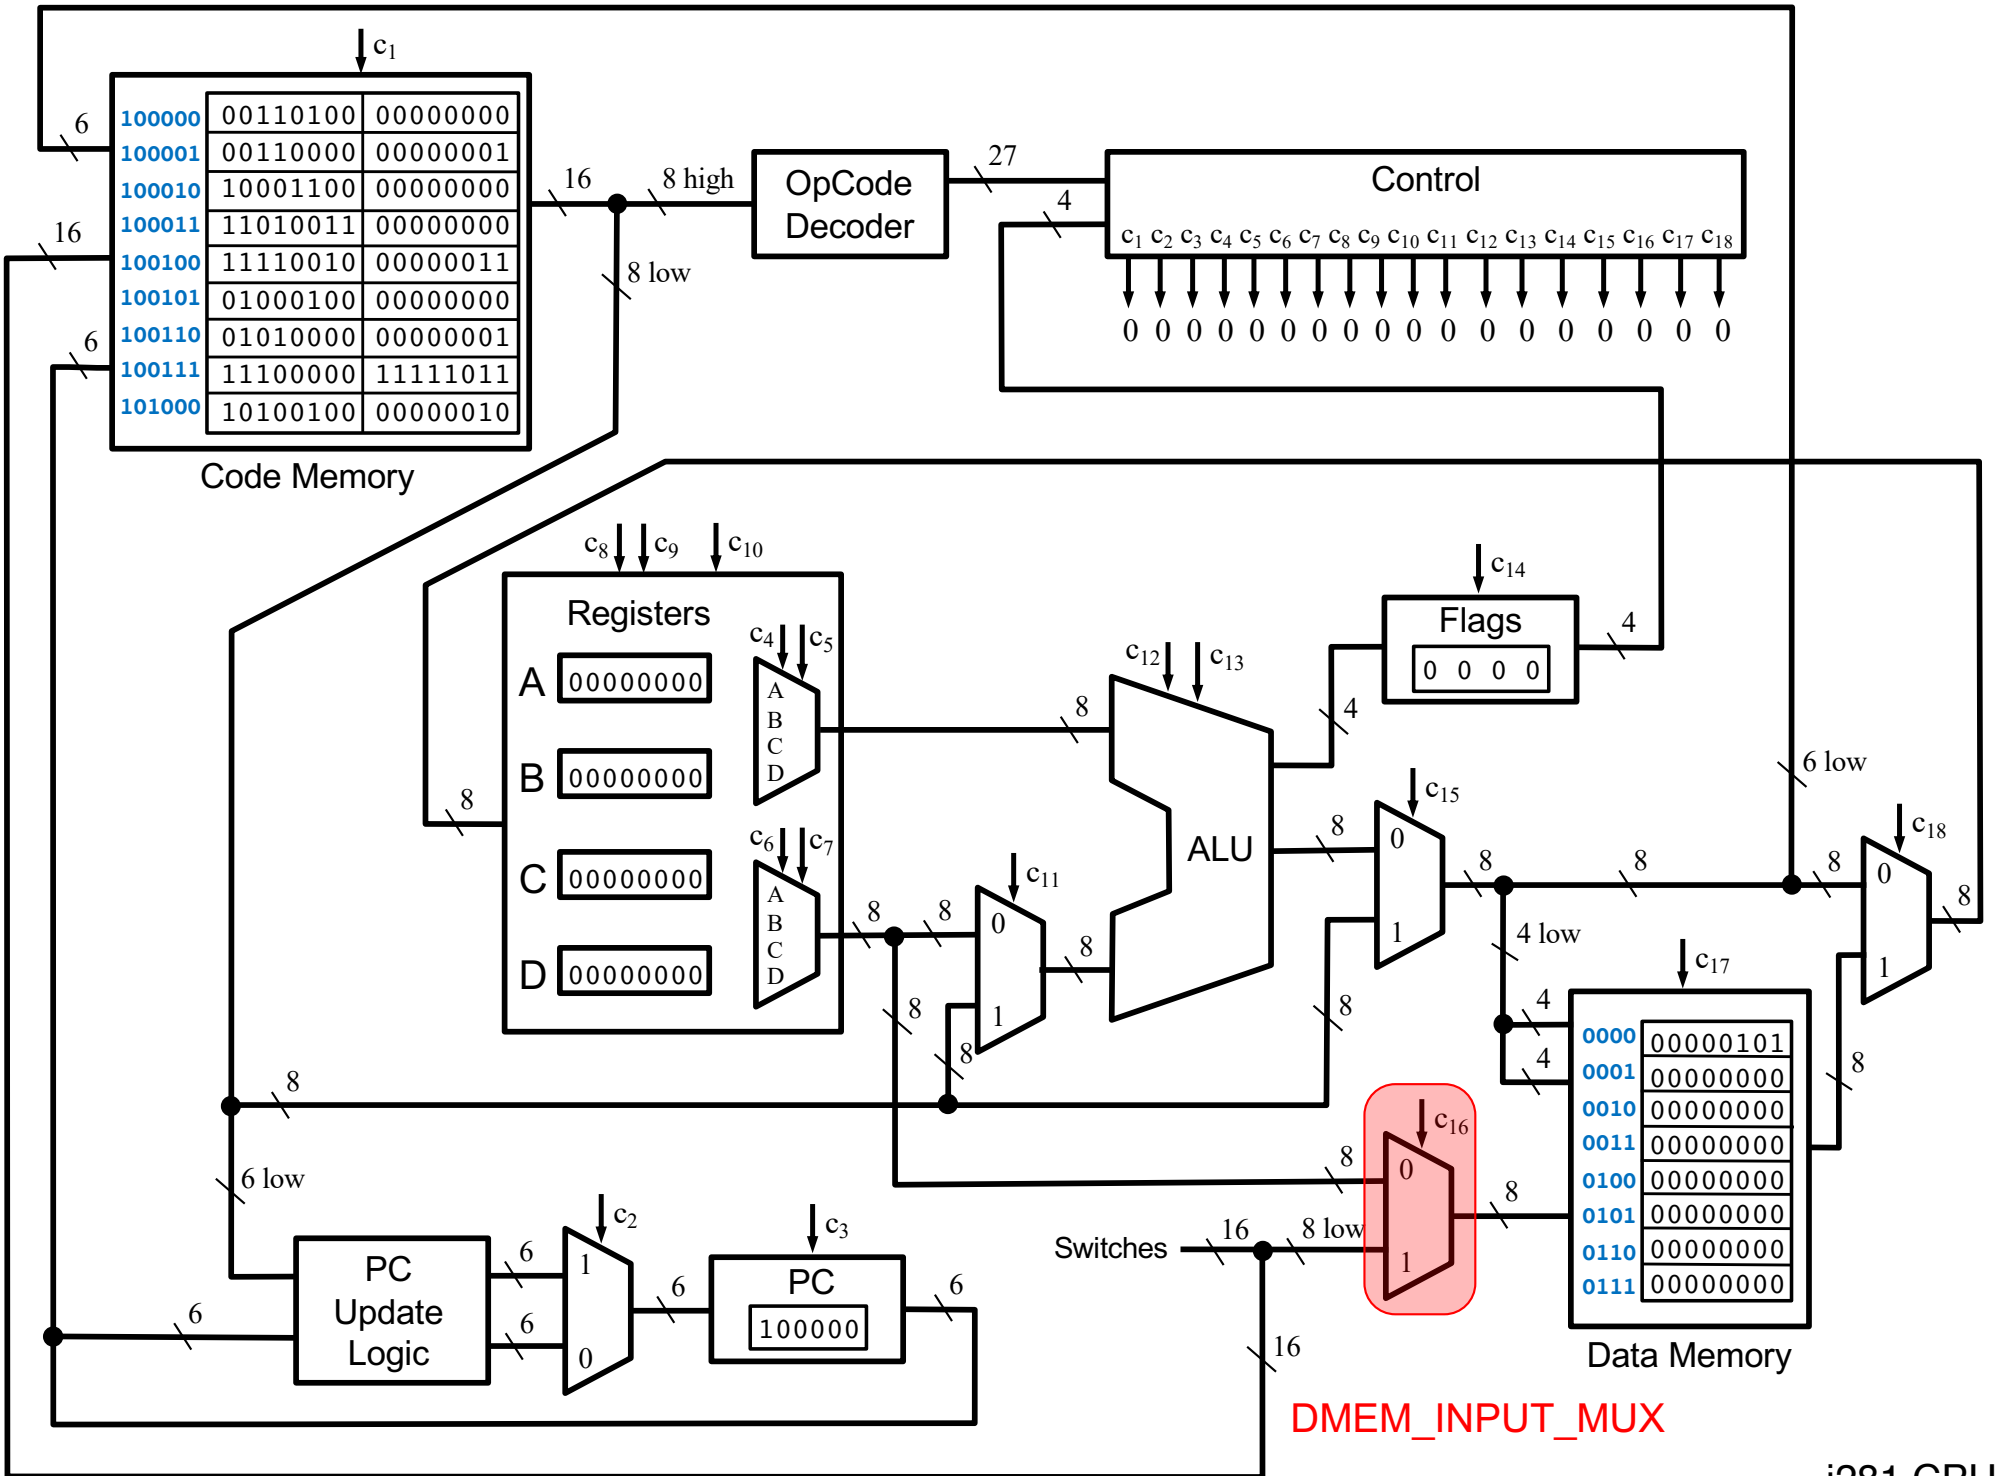 c1
100000 00110100 00000000
100001 00110000 00000001
100010 10001100 00000000
100011 11010011 00000000
100100 11110010 00000011
100101 01000100 00000000
100110 01010000 00000001
100111 11100000 11111011
101000 10100100 00000010
Code Memory
6
16
6
16
8 high
8 low
OpCode
Decoder
27
4
Control
c1 c2 c3 c4 c5 c6 c7 c8 c9 c10 c11 c12 c13 c14 c15 c16 c17 c18
0 0 0 0 0 0 0 0 0 0 0 0 0 0 0 0 0 0
c8 c9 c10
Registers
A 00000000
B 00000000
C 00000000
D 00000000
c4 c5
A
B
C
D
c6 c7
A
B
C
D
8
8
8
8
8
c11
0
1
8
8
c12 c13
ALU
4
8
c14
Flags
0 0 0 0
4
c15
0
1
8
8
8
6 low
8
c18
0
1
8
4 low
4
4
c17
0000 00000101
0001 00000000
0010 00000000
0011 00000000
0100 00000000
0101 00000000
0110 00000000
0111 00000000
Data Memory
8
8
6 low
PC
Update
Logic
6
6
6
c2
1
0
6
c3
PC
100000
6
Switches
16
8 low
16
8
c16
0
1
8
DMEM_INPUT_MUX
i281 CPU